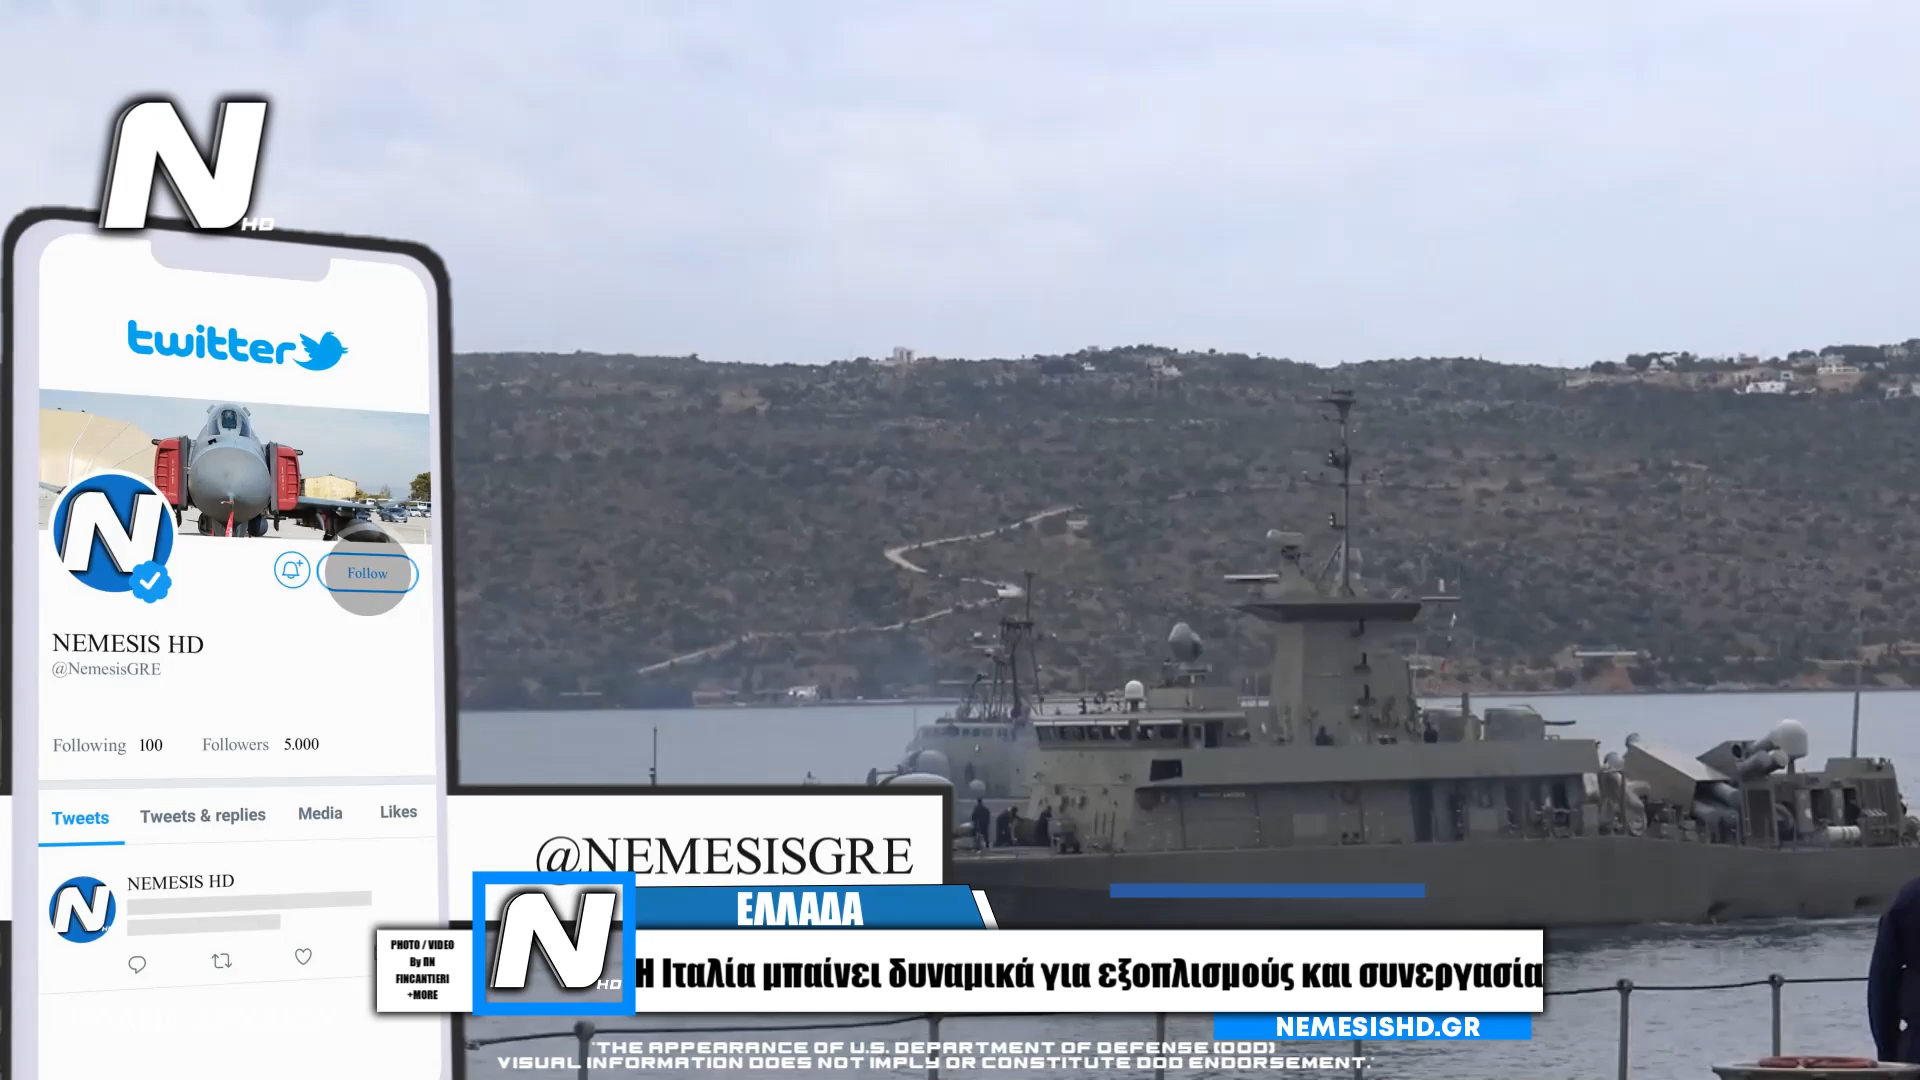 N HD
twitter
Follow
NEMESIS HD
@NemesisGRE
Following 100 Followers 5.000
Tweets Tweets & replies Media Likes
NEMESIS HD
@NEMESISGRE
ΕΛΛΑΔΑ
PHOTO / VIDEO
By ΠΝ
FINCANTIERI
+MORE
N HD
Η Ιταλία μπαίνει δυναμικά για εξοπλισμούς και συνεργασία
NEMESISHD.GR
"THE APPEARANCE OF U.S. DEPARTMENT OF DEFENSE (DOD)
VISUAL INFORMATION DOES NOT IMPLY OR CONSTITUTE DOD ENDORSEMENT."